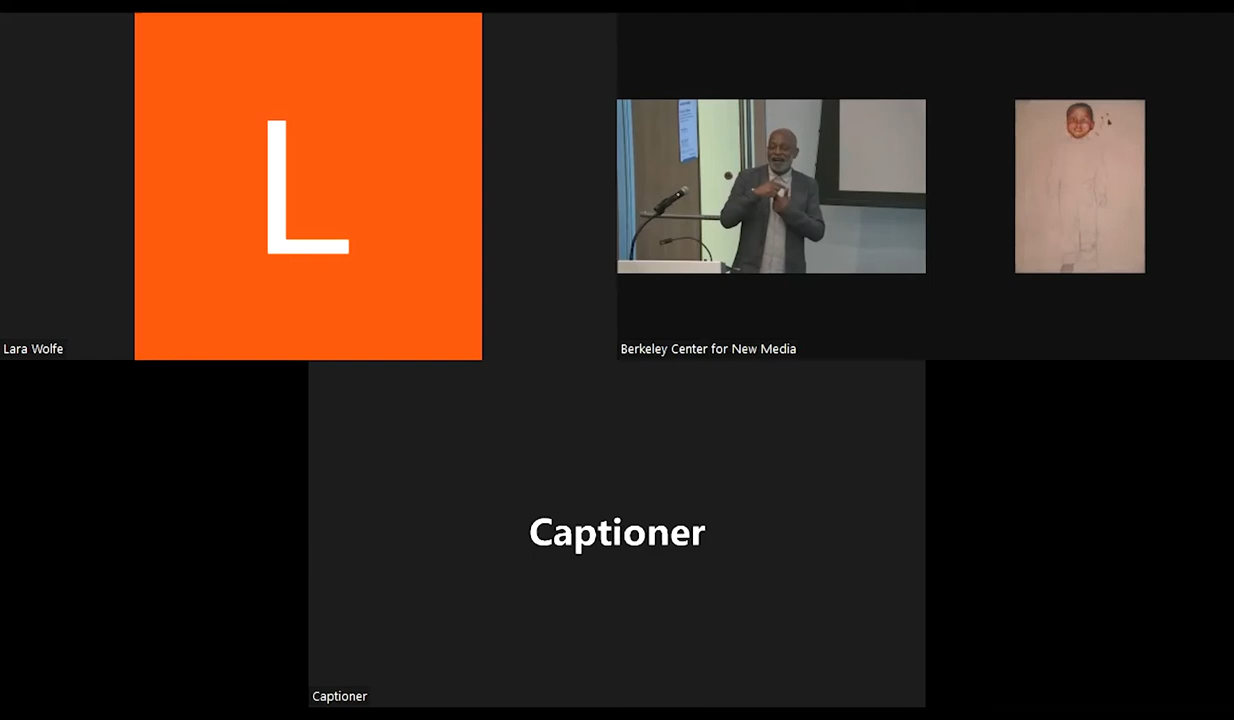 L
Lara Wolfe
Berkeley Center for New Media
Captioner
Captioner